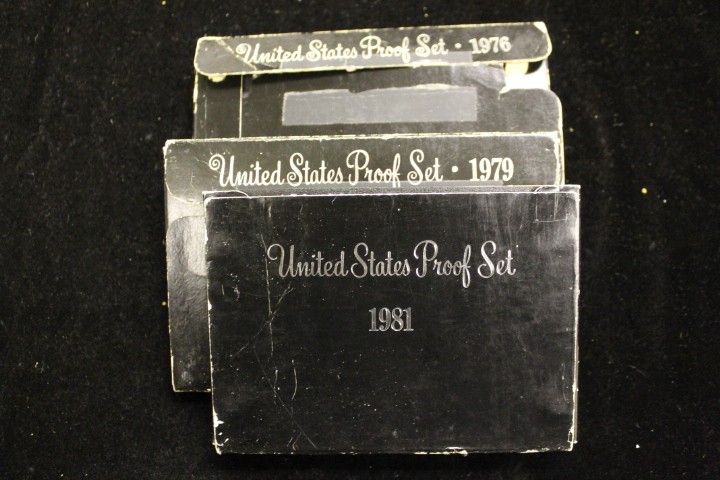 United States Proof Set · 1976
United States Proof Set · 1979
United States Proof Set
1981